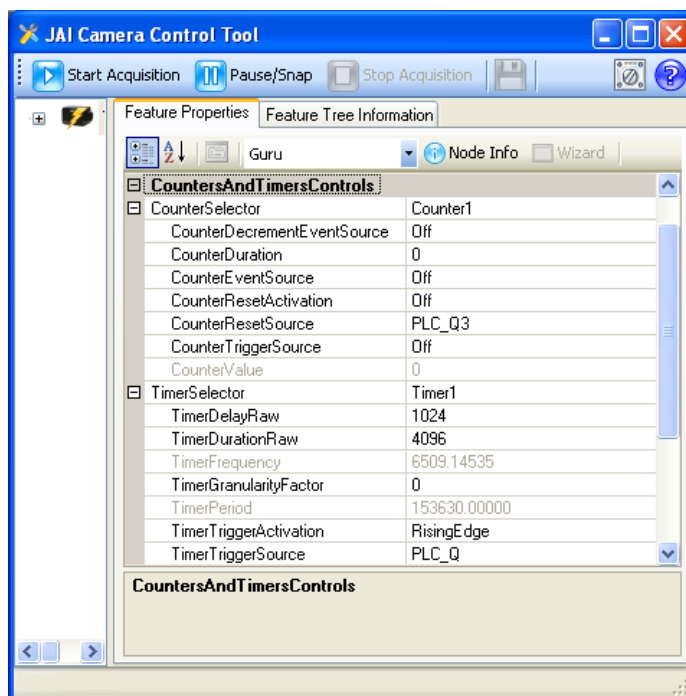 JAI Camera Control Tool
Start Acquisition Pause/Snap Stop Acquisition
Feature Properties Feature Tree Information
Guru Node Info Wizard
CountersAndTimersControls
CounterSelector Counter1
CounterDecrementEventSource Off
CounterDuration 0
CounterEventSource Off
CounterResetActivation Off
CounterResetSource PLC_Q3
CounterTriggerSource Off
CounterValue 0
TimerSelector Timer1
TimerDelayRaw 1024
TimerDurationRaw 4096
TimerFrequency 6509.14535
TimerGranularityFactor 0
TimerPeriod 153630.00000
TimerTriggerActivation RisingEdge
TimerTriggerSource PLC_Q
CountersAndTimersControls